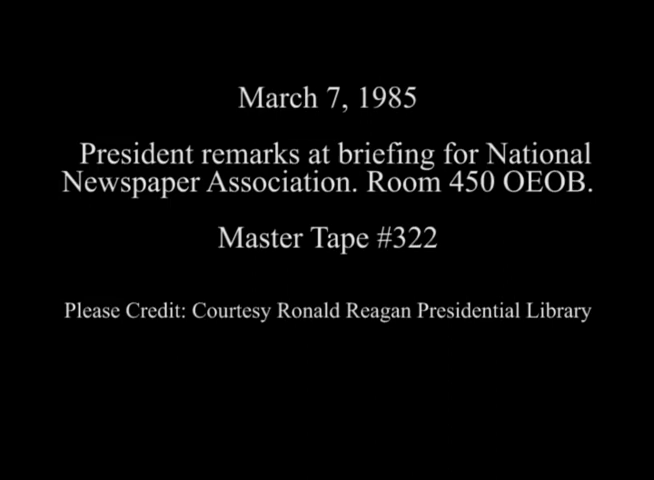 March 7, 1985
President remarks at briefing for National
Newspaper Association. Room 450 OEOB.
Master Tape #322
Please Credit: Courtesy Ronald Reagan Presidential Library